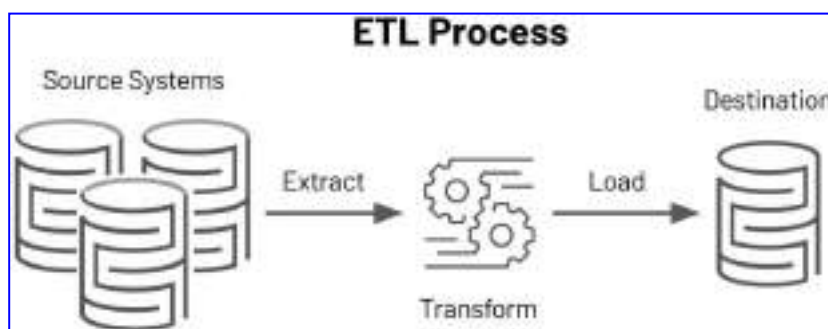 ETL Process
Source Systems
Destination
Extract
Load
Transform